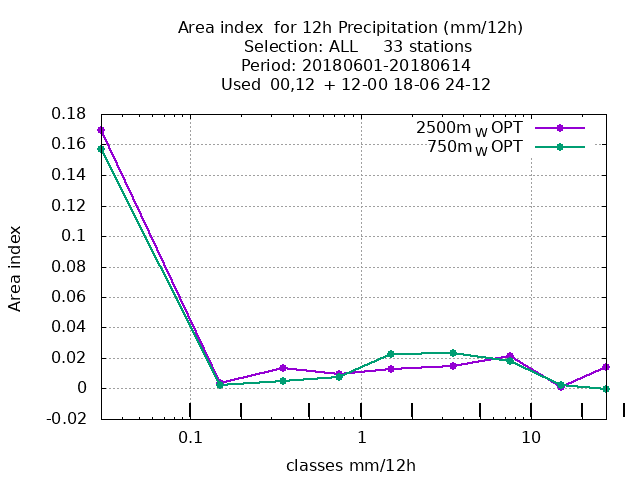 Area index  for 12h Precipitation (mm/12h)
Selection: ALL     33 stations
Period: 20180601-20180614
Used  00,12  + 12-00 18-06 24-12
2500m W OPT
750m W OPT
0.18
0.16
0.14
0.12
0.1
0.08
0.06
0.04
0.02
0
-0.02
Area index
0.1 1 10
classes mm/12h